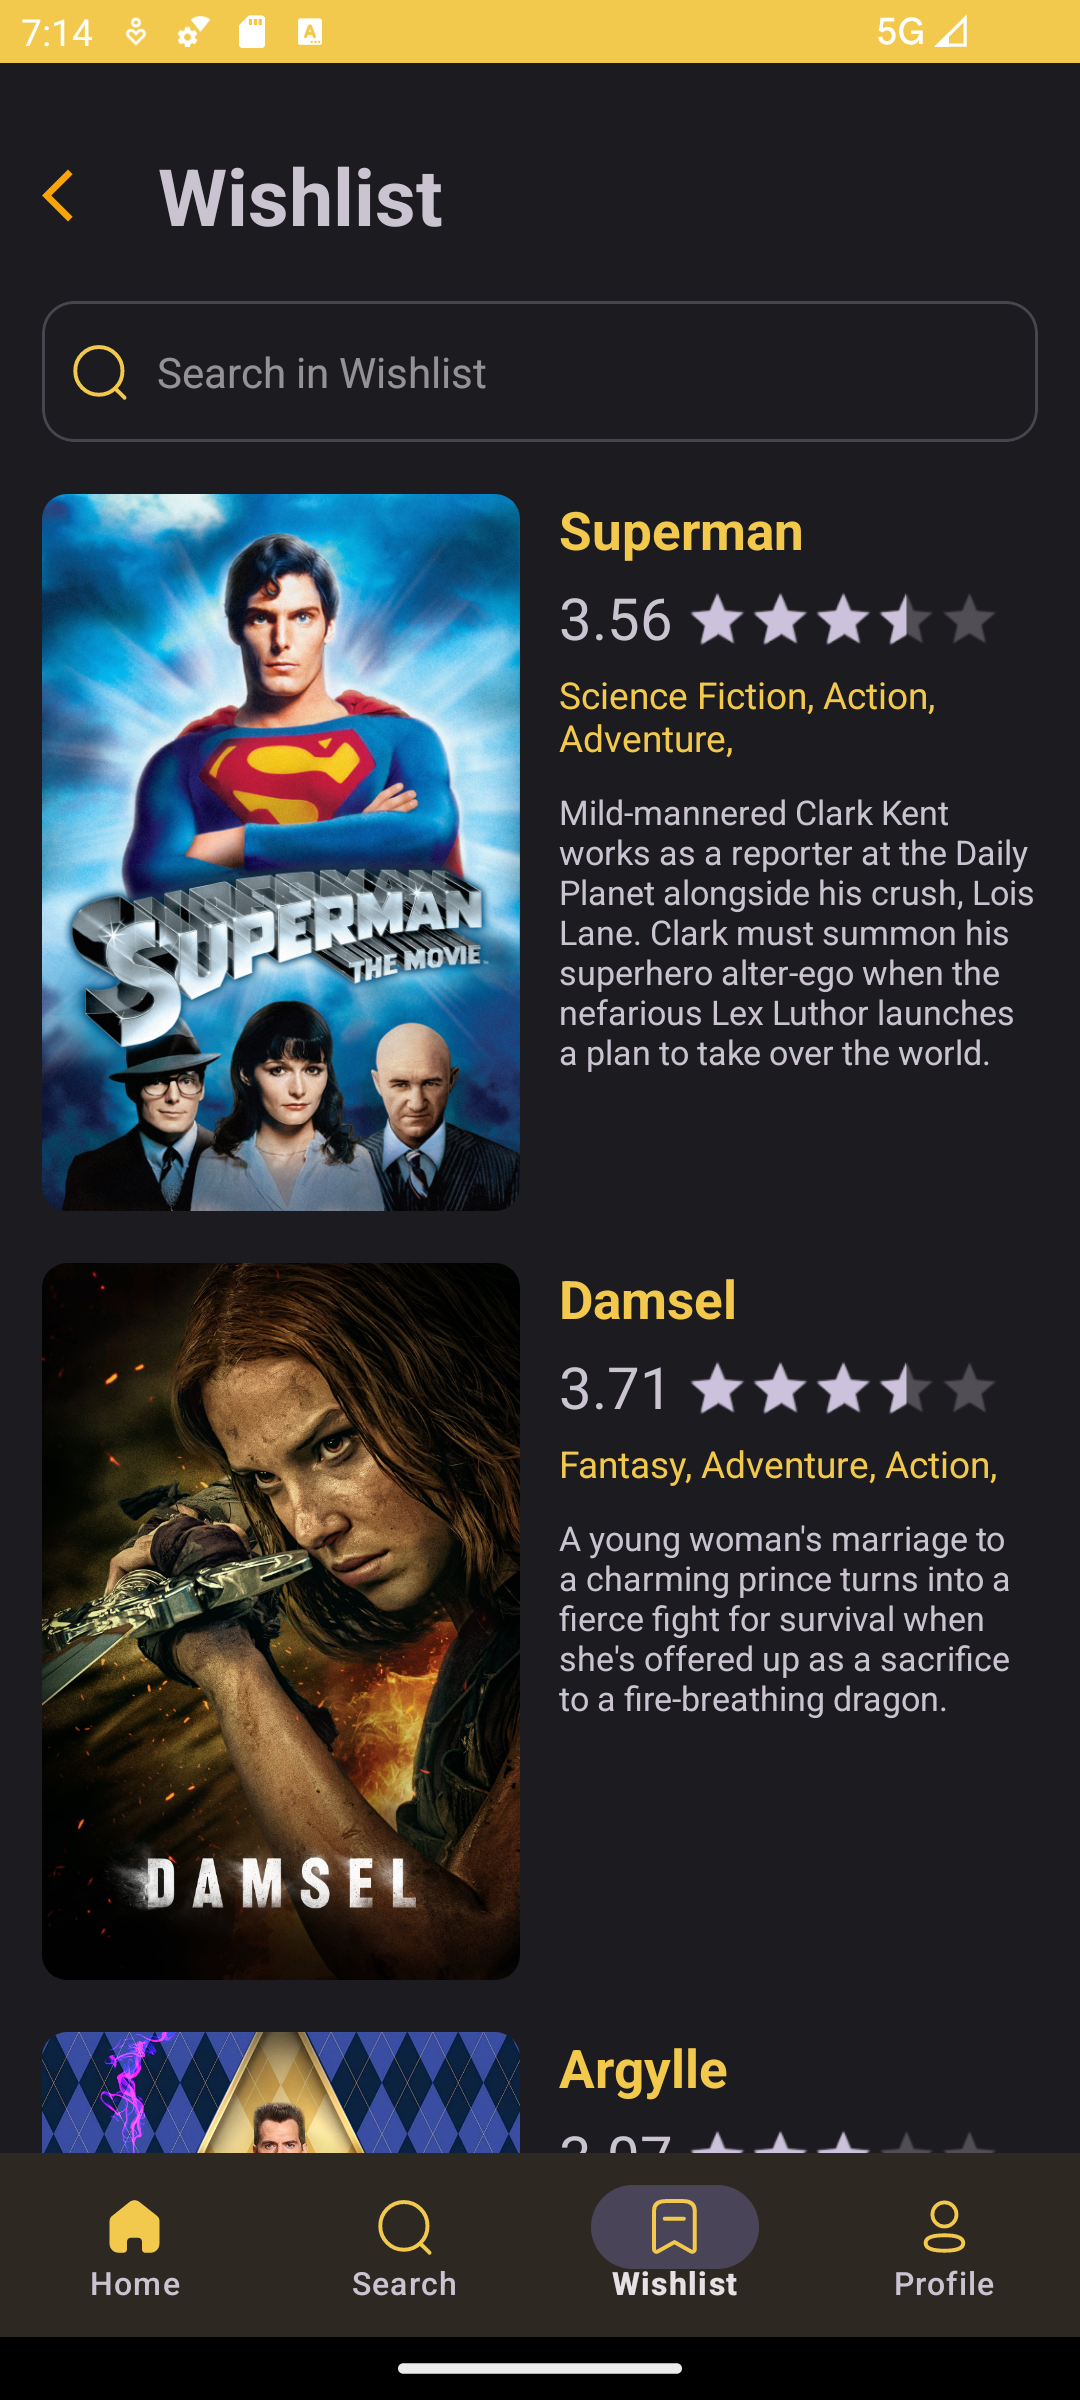 7:14
5G
Wishlist
Search in Wishlist
SUPERMAN
THE MOVIE
Superman
3.56
Science Fiction, Action,
Adventure,
Mild-mannered Clark Kent
works as a reporter at the Daily
Planet alongside his crush, Lois
Lane. Clark must summon his
superhero alter-ego when the
nefarious Lex Luthor launches
a plan to take over the world.
DAMSEL
Damsel
3.71
Fantasy, Adventure, Action,
A young woman's marriage to
a charming prince turns into a
fierce fight for survival when
she's offered up as a sacrifice
to a fire-breathing dragon.
Argylle
Home
Search
Wishlist
Profile